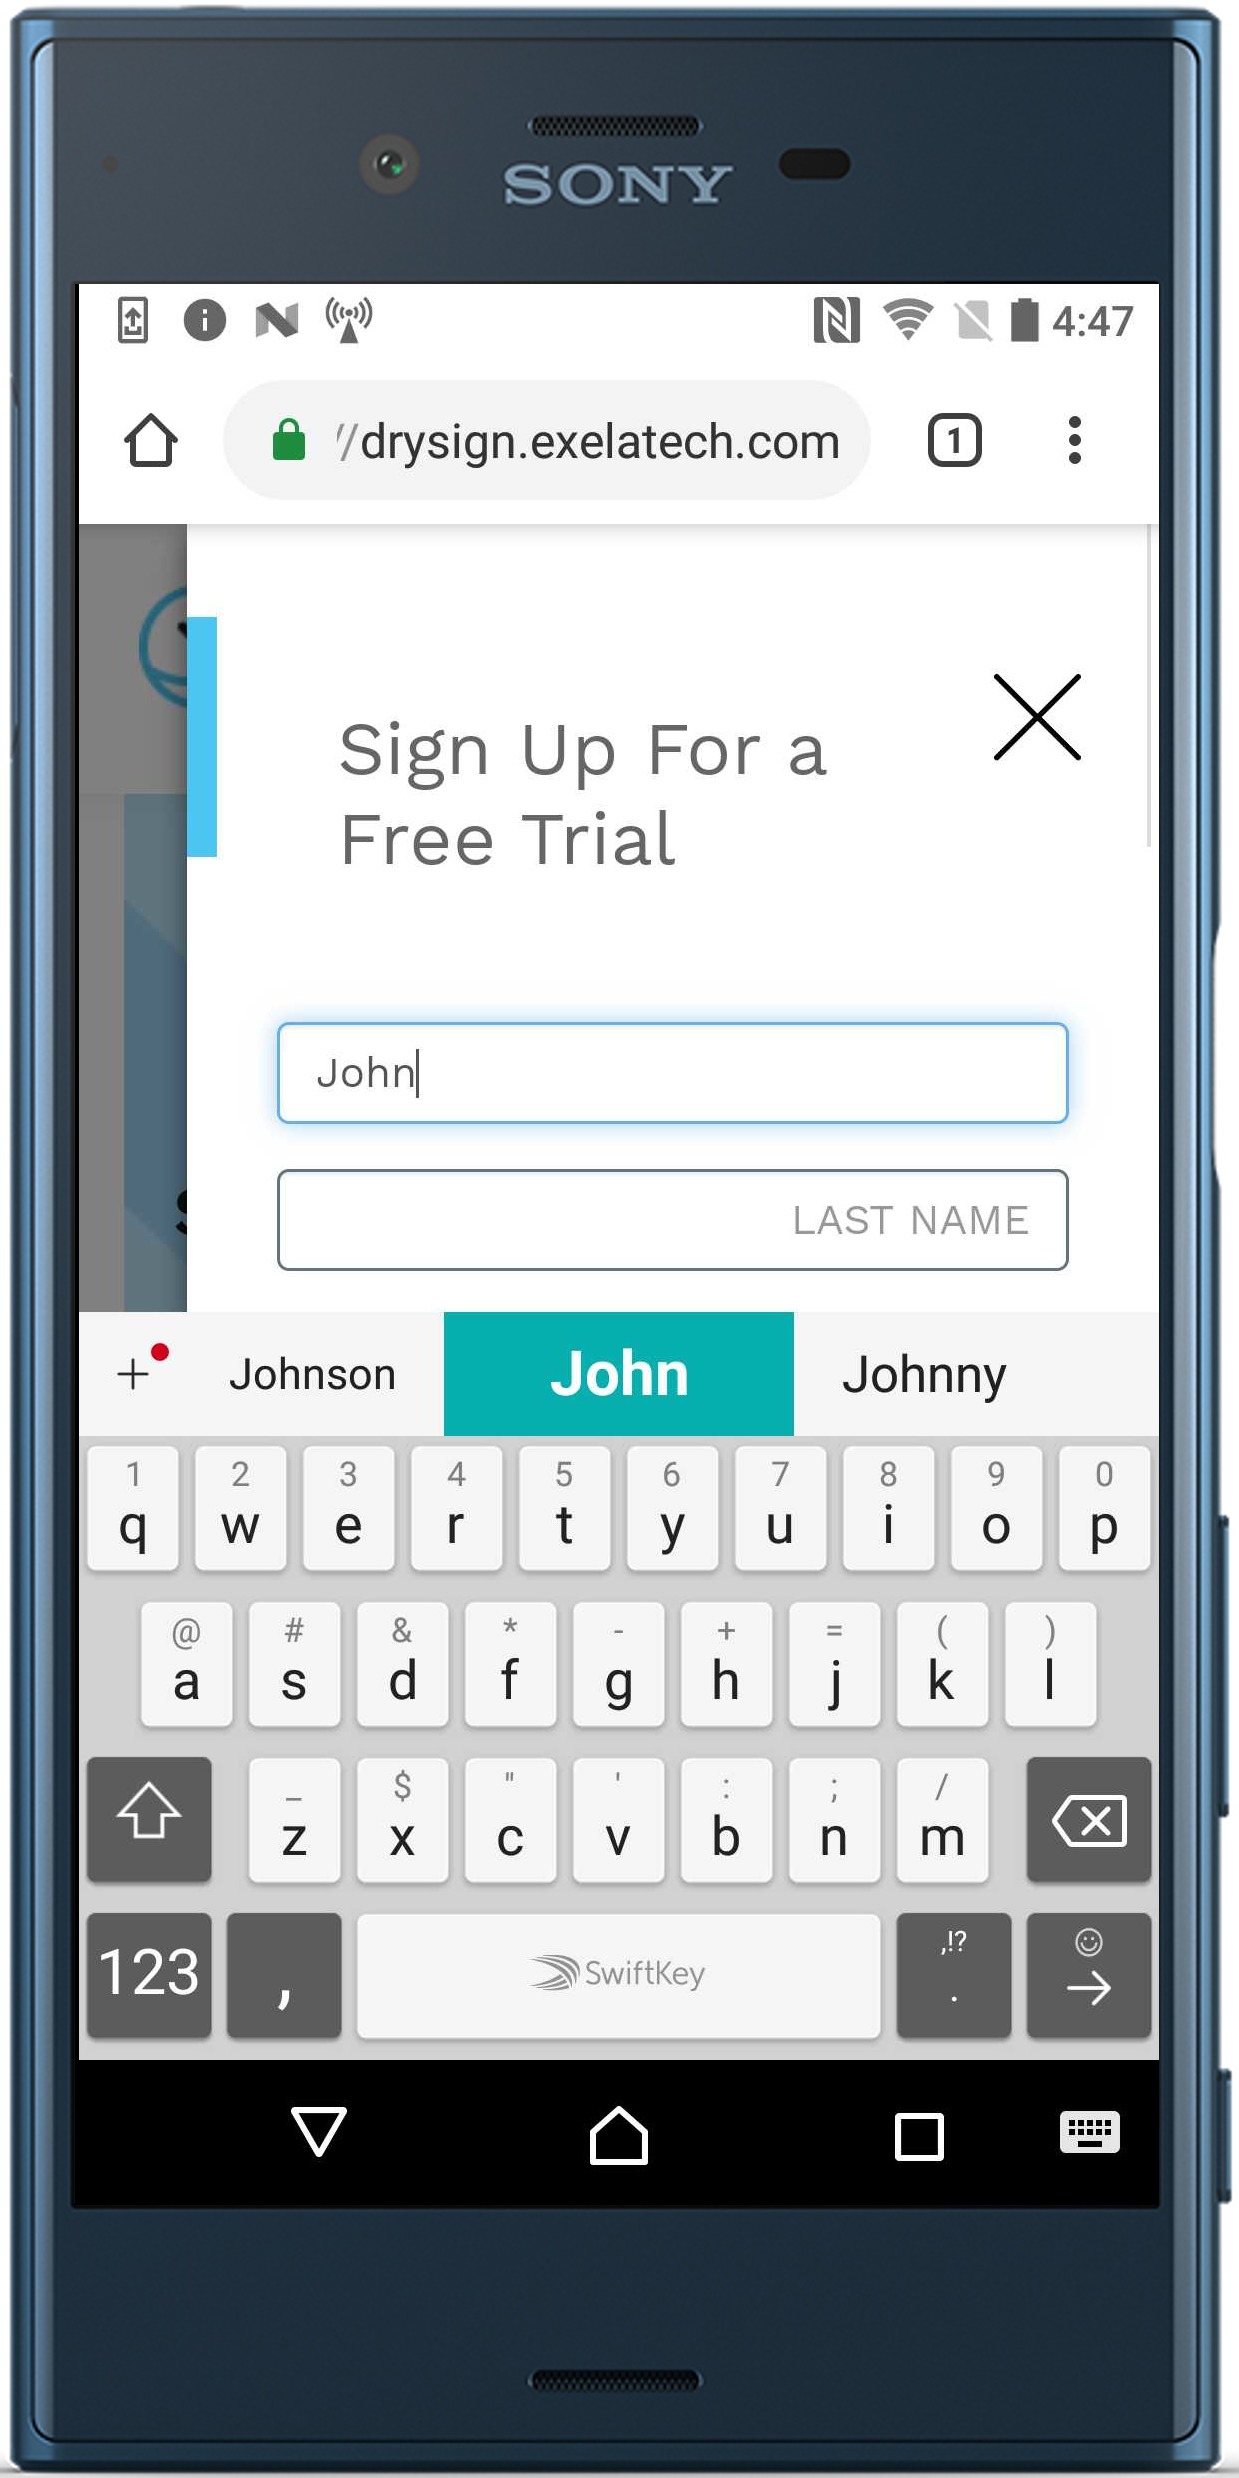 SONY
4:47
//drysign.exelatech.com
1
Sign Up For a
Free Trial
John
LAST NAME
Johnson John Johnny
1 2 3 4 5 6 7 8 9 0
q w e r t y u i o p
@ # & * - + = ( )
a s d f g h j k l
_ $ " ' : ; /
z x c v b n m
123 , SwiftKey ,!? .